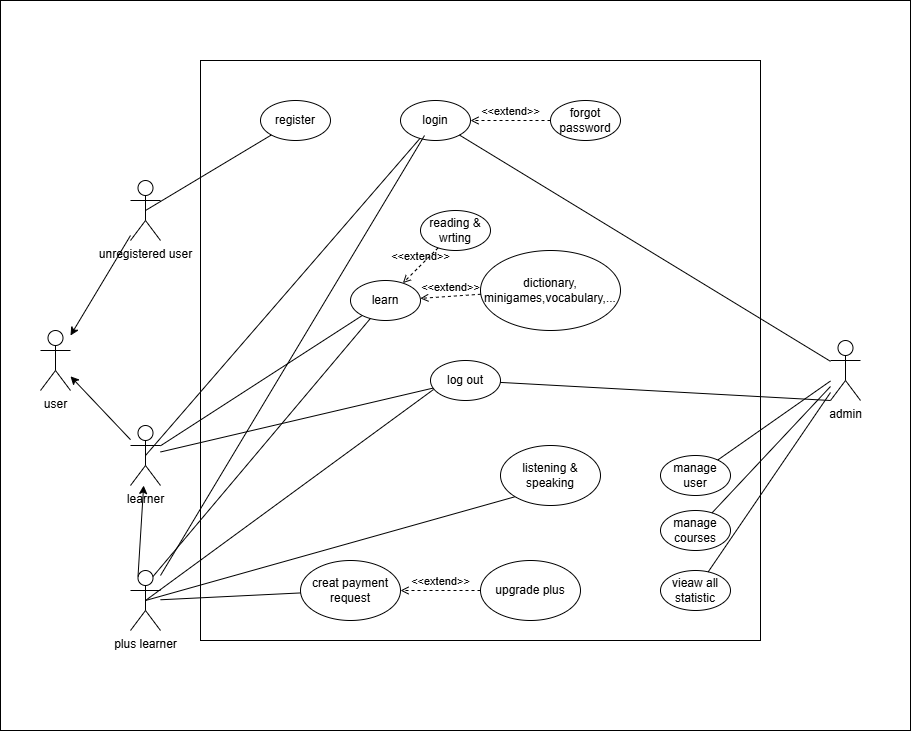 register
login
<<extend>>
forgot
password
unregistered user
reading &
wrting
<<extend>>
learn
<<extend>>
dictionary,
minigames,vocabulary,...
user
log out
admin
learner
listening &
speaking
manage
user
manage
courses
creat payment
request
<<extend>>
upgrade plus
vieaw all
statistic
plus learner